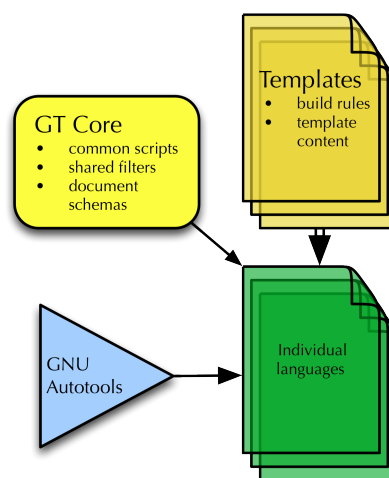 Templates
• build rules
• template
content
GT Core
• common scripts
• shared filters
• document
schemas
Individual
languages
GNU
Autotools